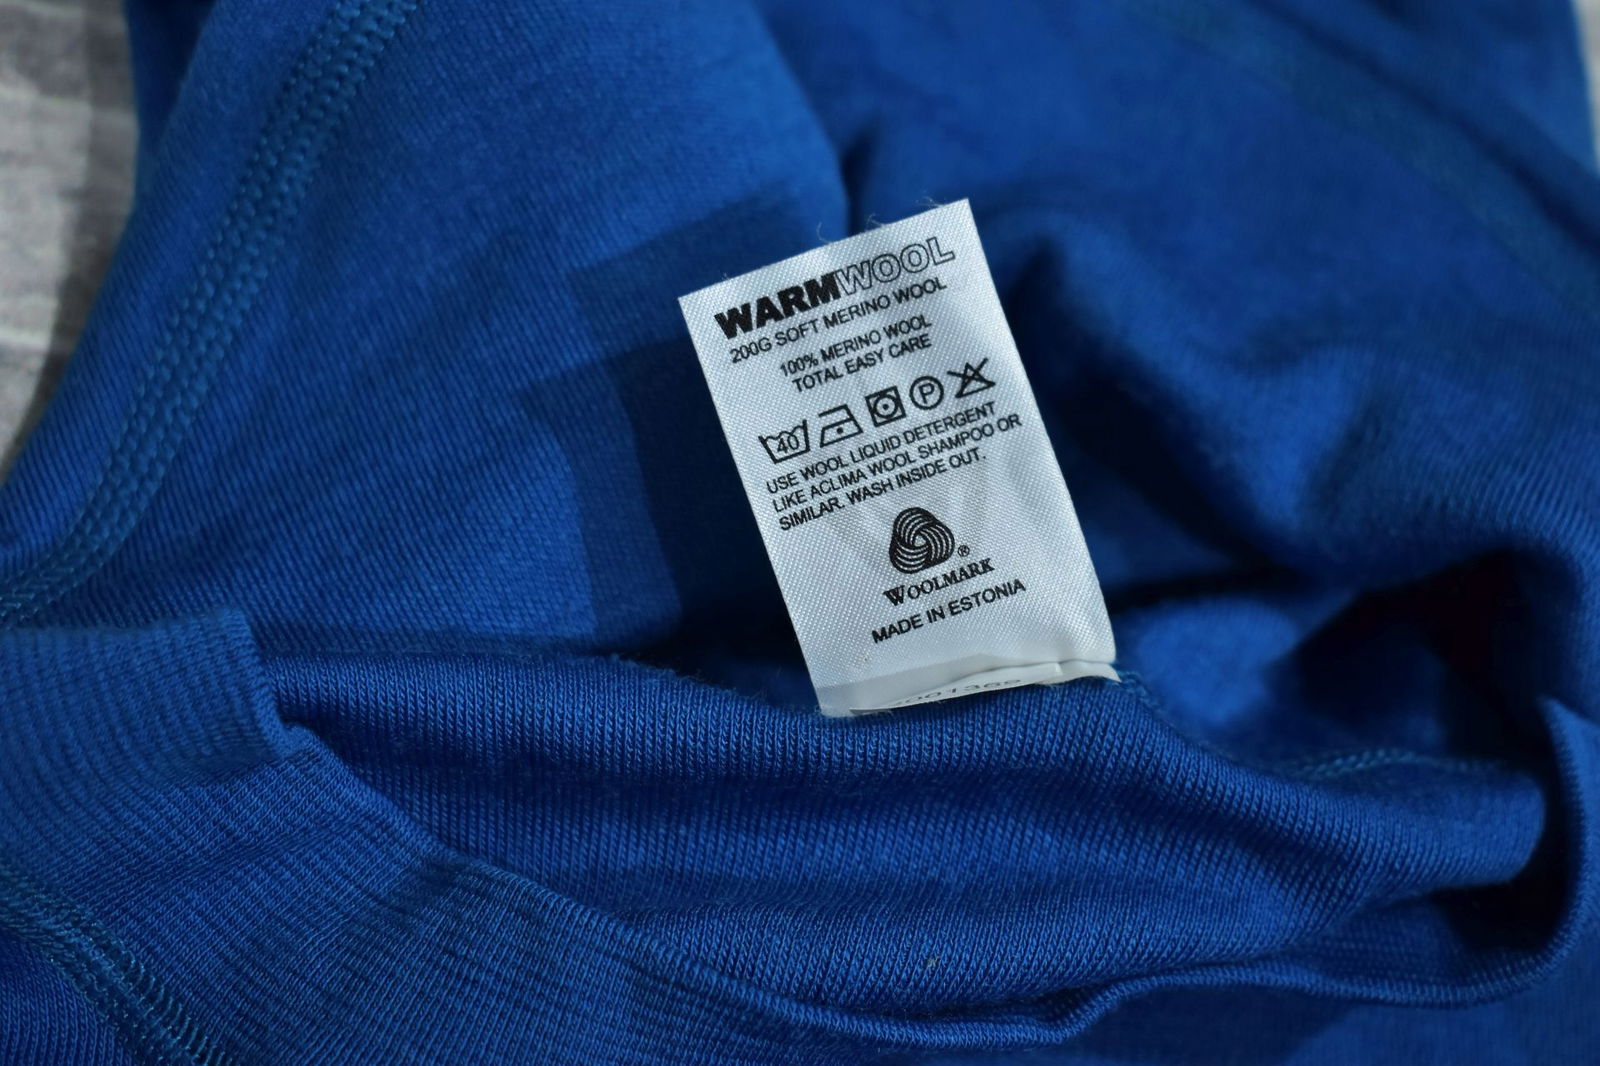 WARMWOOL
200G SOFT MERINO WOOL
100% MERINO WOOL
TOTAL EASY CARE
40 P
USE WOOL LIQUID DETERGENT
LIKE ACLIMA WOOL SHAMPOO OR
SIMILAR. WASH INSIDE OUT.
®
WOOLMARK
MADE IN ESTONIA